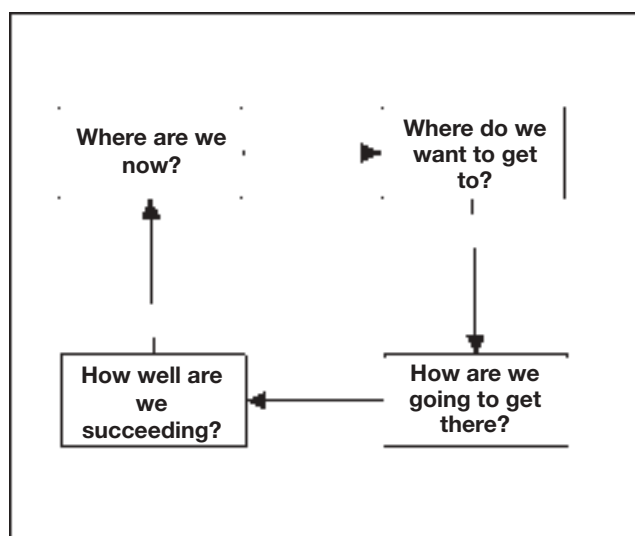 Where are we
now?
Where do we
want to get
to?
How are we
going to get
there?
How well are
we
succeeding?